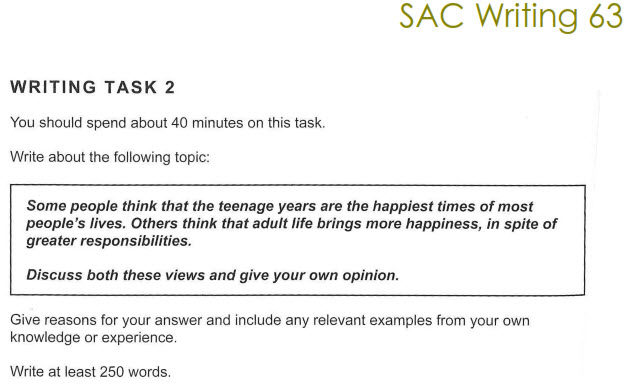 SAC Writing 63
WRITING TASK 2
You should spend about 40 minutes on this task.
Write about the following topic:
Some people think that the teenage years are the happiest times of most
people's lives. Others think that adult life brings more happiness, in spite of
greater responsibilities.
Discuss both these views and give your own opinion.
Give reasons for your answer and include any relevant examples from your own
knowledge or experience.
Write at least 250 words.